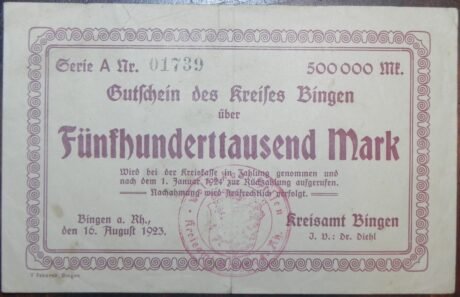 Serie A Nr. 01739 500000 Mk.
Gutschein des Kreises Bingen
über
Fünfhunderttausend Mark
Wird bei der Kreiskasse in Zahlung genommen und
nach dem 1. Januar 1924 zur Rückzahlung aufgerufen.
Nachahmung wird strafrechtlich verfolgt.
Bingen a. Rh., Kreisamt Bingen
den 16. August 1923. J. V.: Dr. Diehl
Bingen.